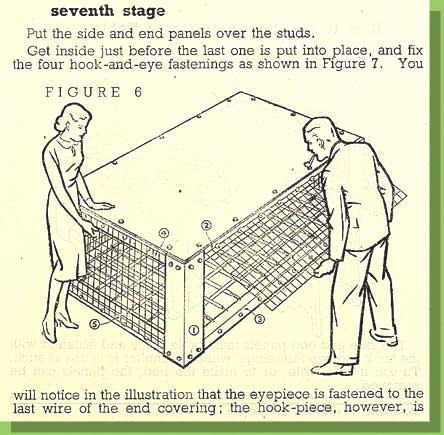 seventh stage
Put the side and end panels over the studs.
Get inside just before the last one is put into place, and fix
the four hook-and-eye fastenings as shown in Figure 7. You
FIGURE 6
4
2
5
1
3
will notice in the illustration that the eyepiece is fastened to the
last wire of the end covering; the hook-piece, however, is